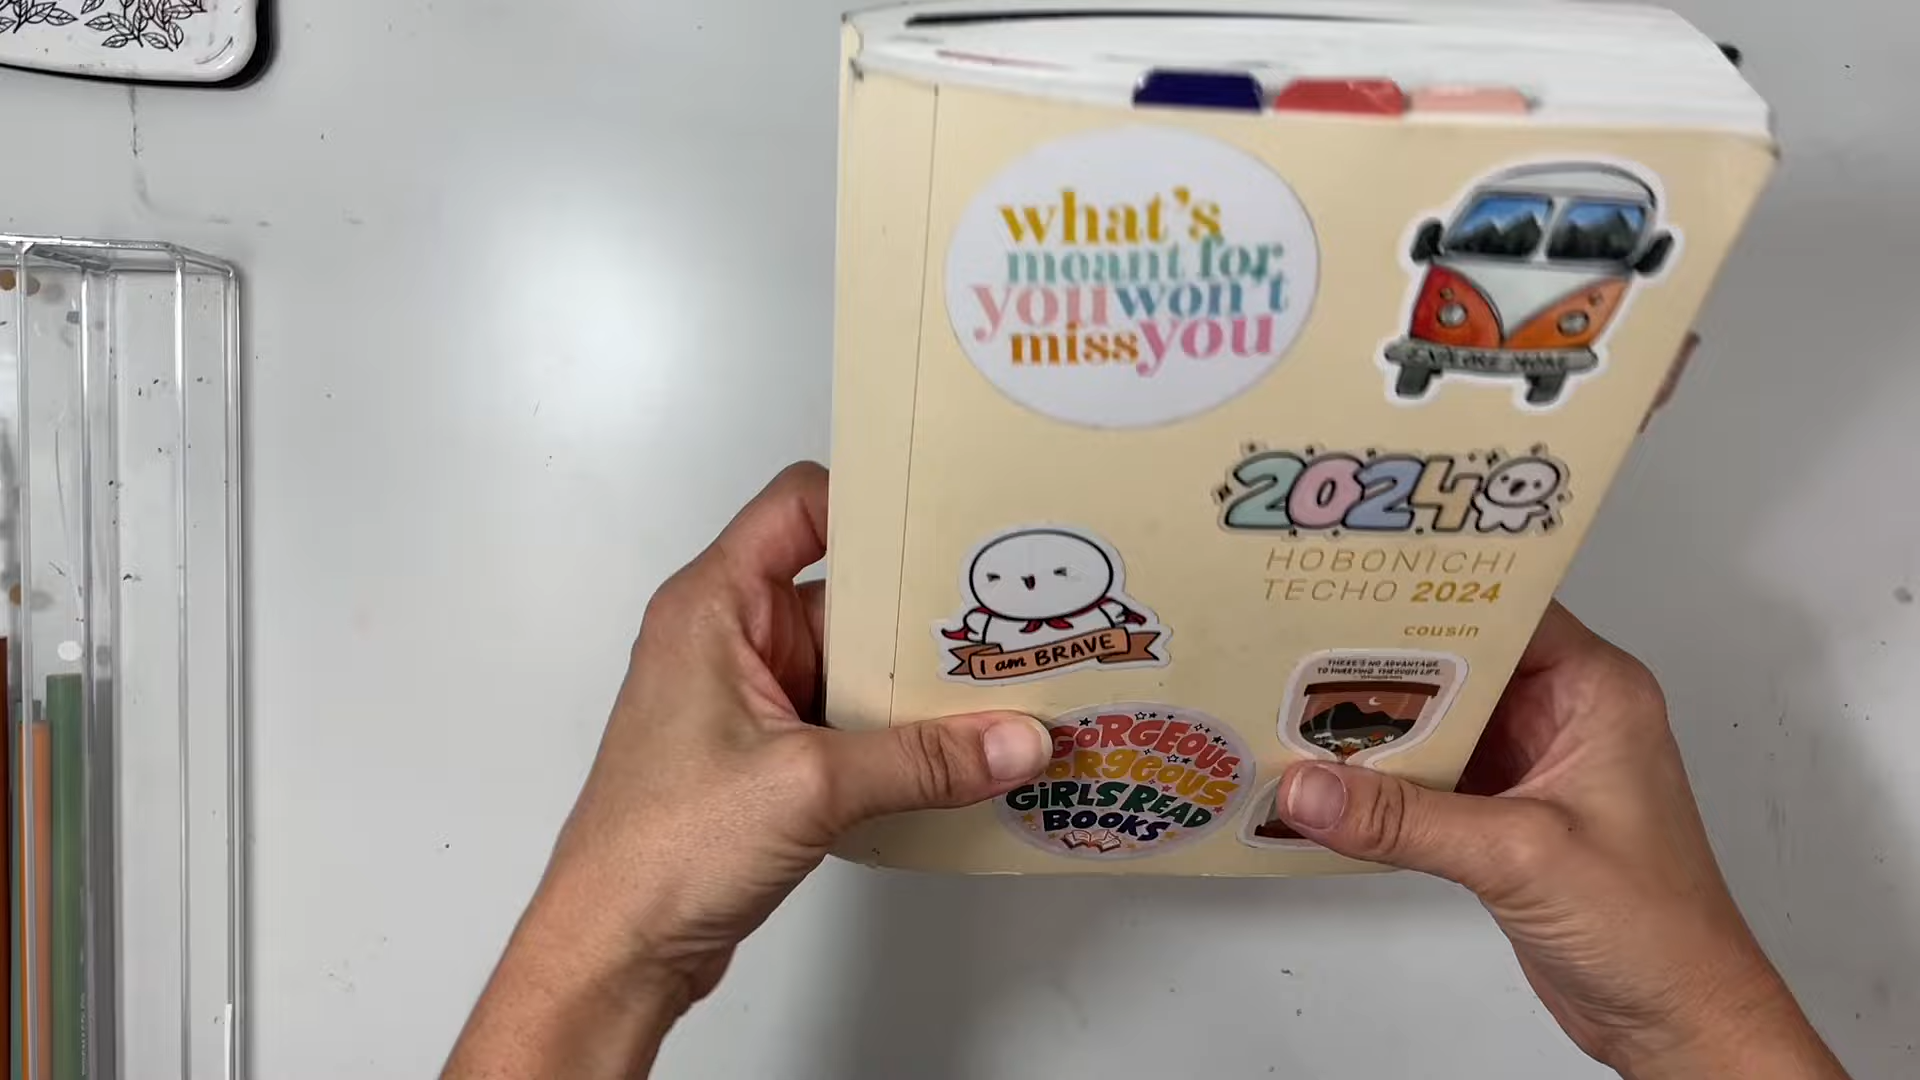 what's
meant for
you won't
miss you
2024
HOBONICHI
TECHO 2024
cousin
I am BRAVE
THERE'S NO ADVANTAGE
TO HURRYING THROUGH LIFE.
GORGEOUS
GORGEOUS
GIRLS READ
BOOKS